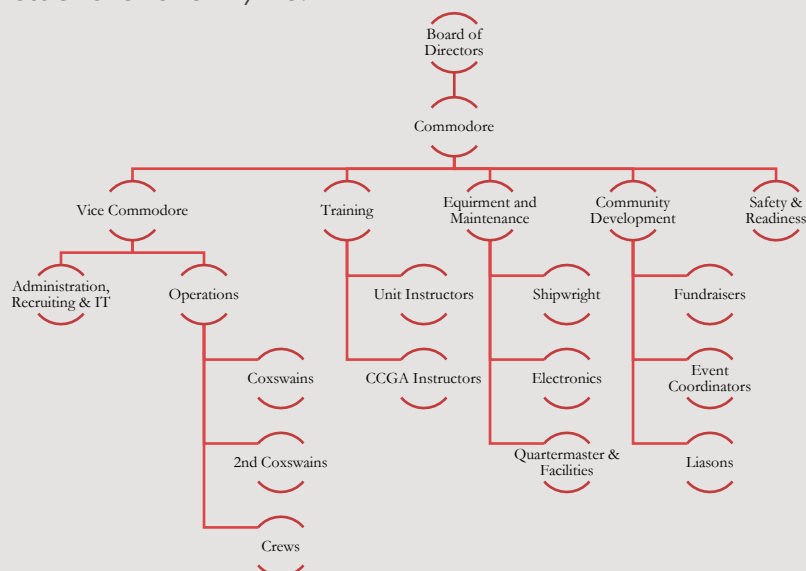 Board of
Directors
Commodore
Vice Commodore
Training
Equirment and
Maintenance
Community
Development
Safety &
Readiness
Administration,
Recruiting & IT
Operations
Unit Instructors
Shipwright
Fundraisers
Coxswains
CCGA Instructors
Electronics
Event
Coordinators
2nd Coxswains
Quartermaster &
Facilities
Liasons
Crews